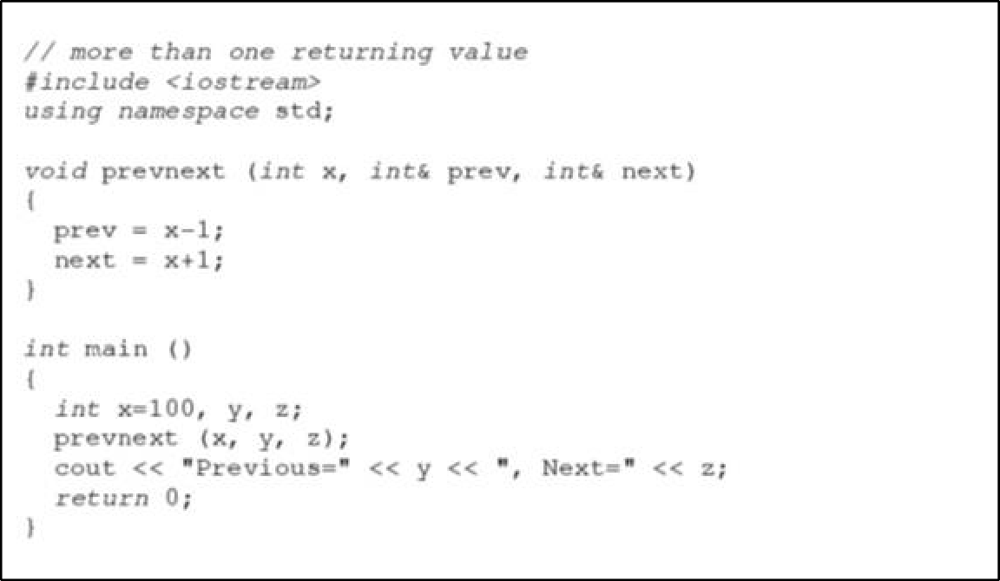 // more than one returning value
#include <iostream>
using namespace std;
void prevnext (int x, int& prev, int& next)
{
prev = x-1;
next = x+1;
}
int main ()
{
int x=100, y, z;
prevnext (x, y, z);
cout << "Previous=" << y << ", Next=" << z;
return 0;
}